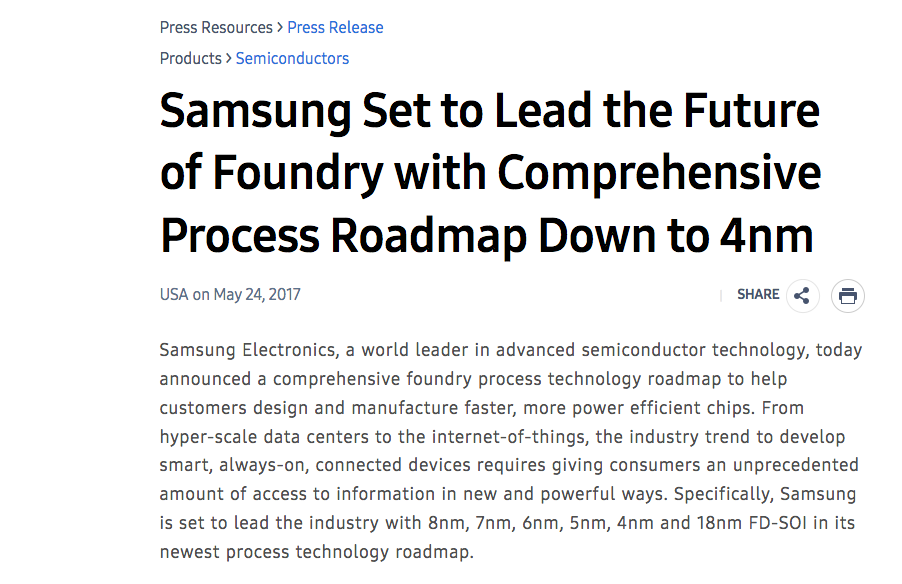 Press Resources > Press Release
Products > Semiconductors
Samsung Set to Lead the Future
of Foundry with Comprehensive
Process Roadmap Down to 4nm
USA on May 24, 2017
SHARE
Samsung Electronics, a world leader in advanced semiconductor technology, today
announced a comprehensive foundry process technology roadmap to help
customers design and manufacture faster, more power efficient chips. From
hyper-scale data centers to the internet-of-things, the industry trend to develop
smart, always-on, connected devices requires giving consumers an unprecedented
amount of access to information in new and powerful ways. Specifically, Samsung
is set to lead the industry with 8nm, 7nm, 6nm, 5nm, 4nm and 18nm FD-SOI in its
newest process technology roadmap.